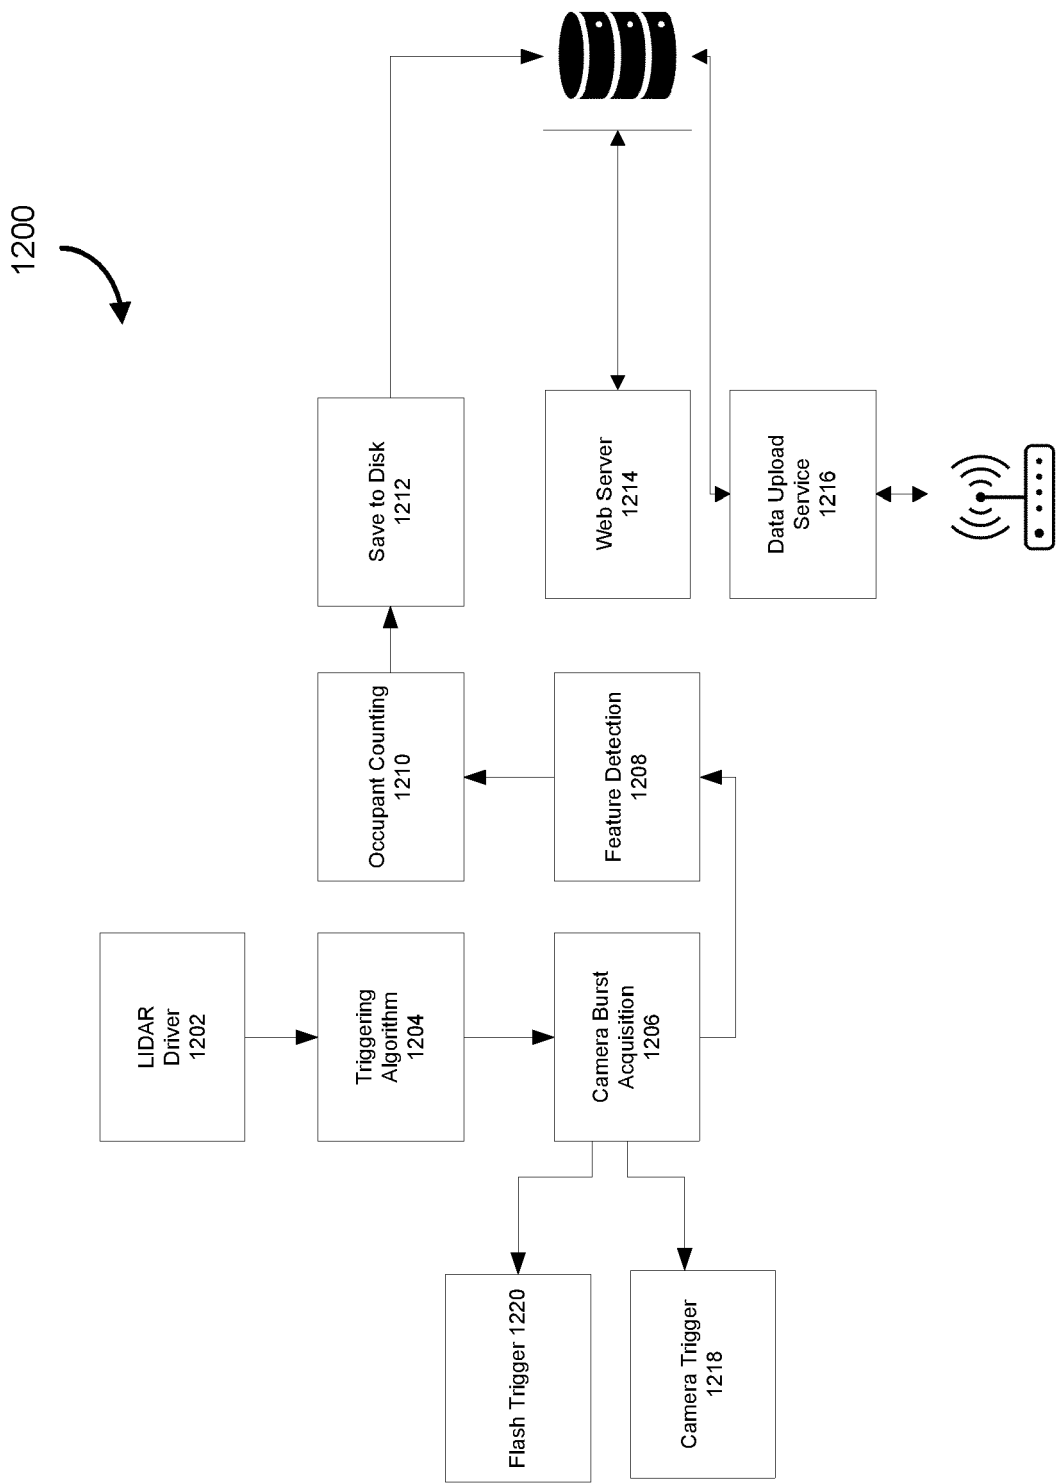 1200
LIDAR
Driver
1202
Triggering
Algorithm
1204
Camera Burst
Acquisition
1206
Flash Trigger 1220
Camera Trigger
1218
Feature Detection
1208
Occupant Counting
1210
Save to Disk
1212
Web Server
1214
Data Upload
Service
1216